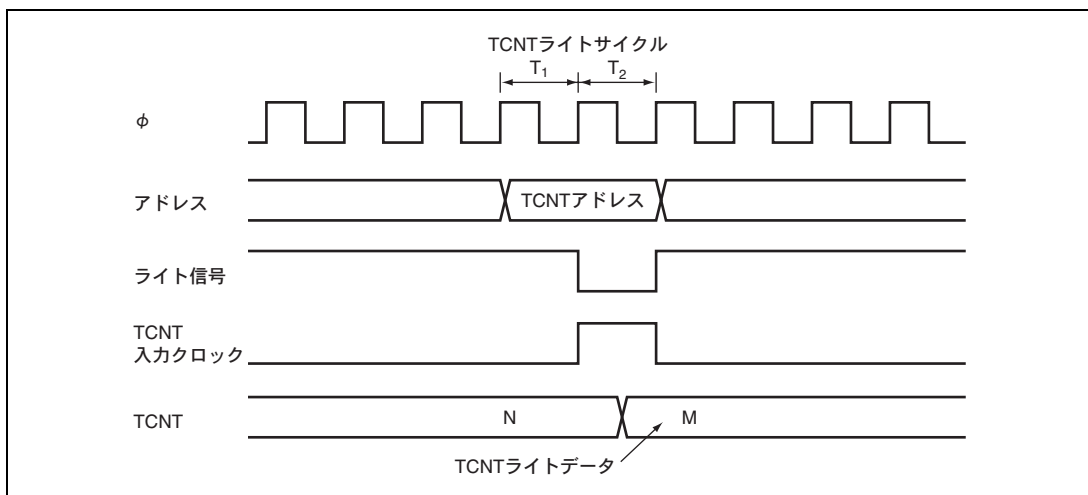 TCNTライトサイクル
T1 T2
φ
アドレス TCNTアドレス
ライト信号
TCNT
入力クロック
TCNT N M
TCNTライトデータ